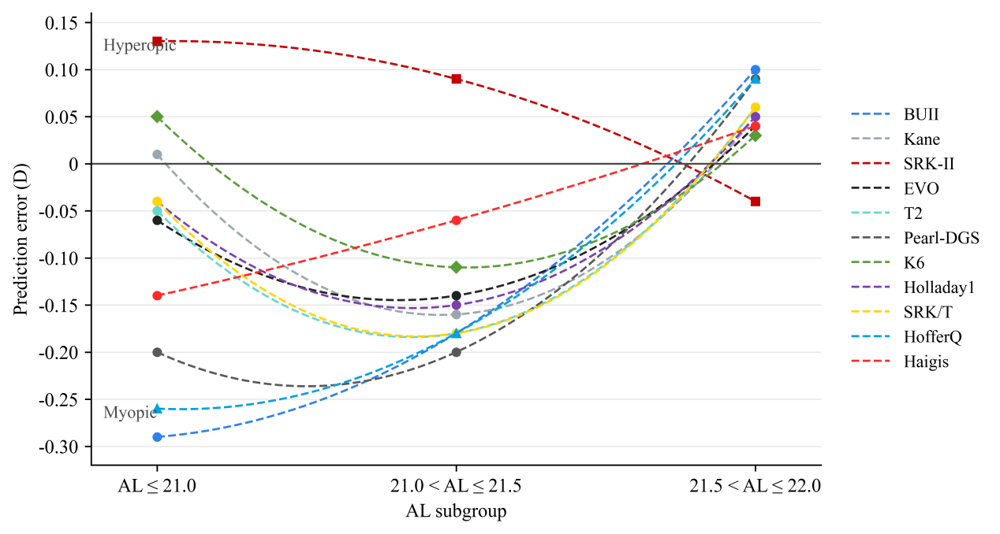 0.15
0.10
0.05
0
-0.05
-0.10
-0.15
-0.20
-0.25
-0.30
Prediction error (D)
Hyperopic
Myopic
AL ≤ 21.0
21.0 < AL ≤ 21.5
21.5 < AL ≤ 22.0
AL subgroup
BUII
Kane
SRK-II
EVO
T2
Pearl-DGS
K6
Holladay1
SRK/T
HofferQ
Haigis